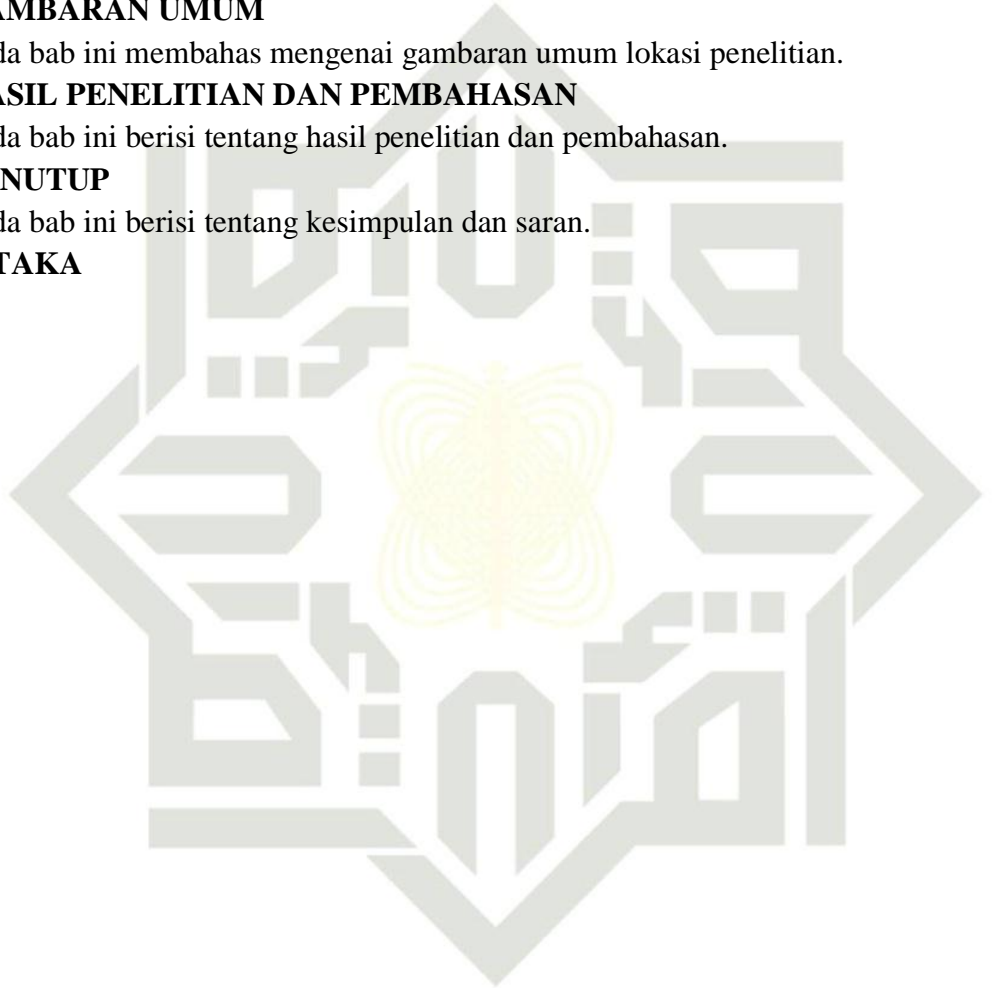 AMBARAN UMUM
da bab ini membahas mengenai gambaran umum lokasi penelitian.
ASIL PENELITIAN DAN PEMBAHASAN
da bab ini berisi tentang hasil penelitian dan pembahasan.
NUTUP
da bab ini berisi tentang kesimpulan dan saran.
TAKA